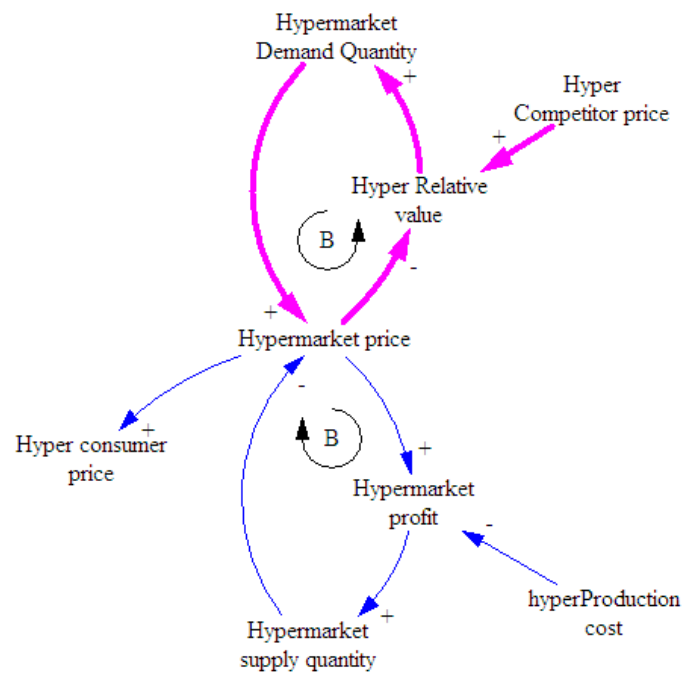 Hypermarket
Demand Quantity
+
Hyper
Competitor price
+
Hyper Relative
value
B
-
+
Hypermarket price
-
+
Hyper consumer
price
B
+
Hypermarket
profit
-
hyperProduction
cost
+
Hypermarket
supply quantity